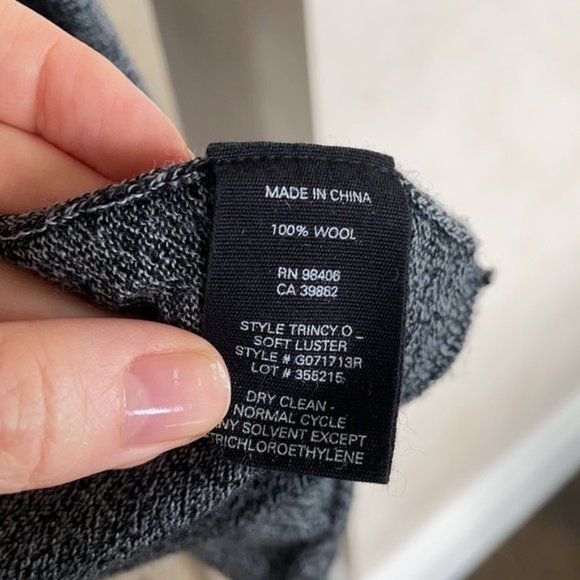 MADE IN CHINA
100% WOOL
RN 98406
CA 39862
STYLE TRINCY O _
SOFT LUSTER
STYLE # G071713R
LOT # 355215
DRY CLEAN -
NORMAL CYCLE
ANY SOLVENT EXCEPT
TRICHLOROETHYLENE